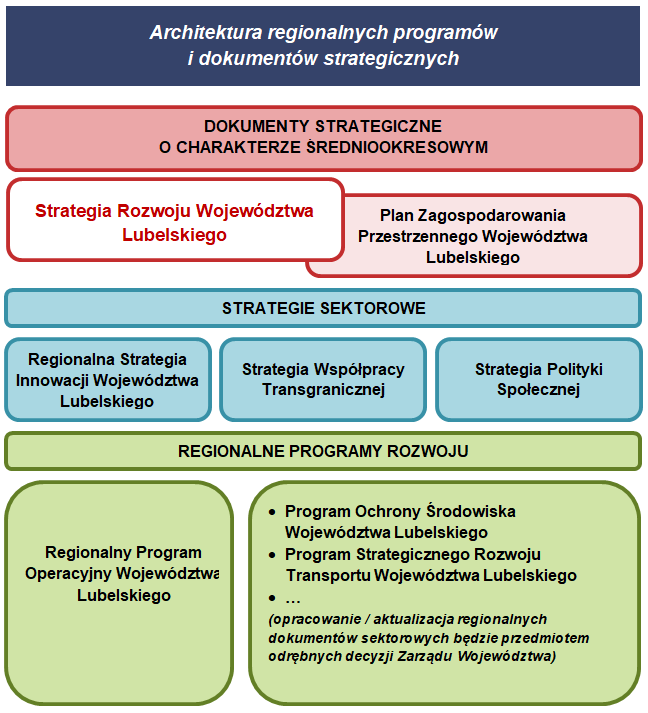 Architektura regionalnych programów
i dokumentów strategicznych
DOKUMENTY STRATEGICZNE
O CHARAKTERZE ŚREDNIOOKRESOWYM
Strategia Rozwoju Województwa
Lubelskiego
Plan Zagospodarowania
Przestrzennego Województwa
Lubelskiego
STRATEGIE SEKTOROWE
Regionalna Strategia
Innowacji Województwa
Lubelskiego
Strategia Współpracy
Transgranicznej
Strategia Polityki
Społecznej
REGIONALNE PROGRAMY ROZWOJU
Regionalny Program
Operacyjny Województwa
Lubelskiego
• Program Ochrony Środowiska
Województwa Lubelskiego
• Program Strategicznego Rozwoju
Transportu Województwa Lubelskiego
• …
(opracowanie / aktualizacja regionalnych
dokumentów sektorowych będzie przedmiotem
odrębnych decyzji Zarządu Województwa)